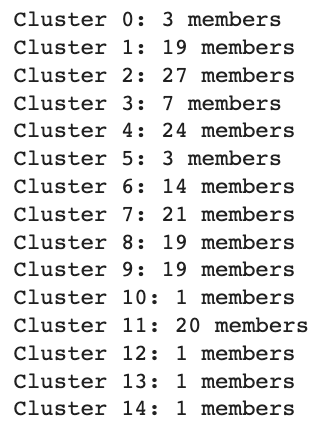 Cluster 0: 3 members
Cluster 1: 19 members
Cluster 2: 27 members
Cluster 3: 7 members
Cluster 4: 24 members
Cluster 5: 3 members
Cluster 6: 14 members
Cluster 7: 21 members
Cluster 8: 19 members
Cluster 9: 19 members
Cluster 10: 1 members
Cluster 11: 20 members
Cluster 12: 1 members
Cluster 13: 1 members
Cluster 14: 1 members